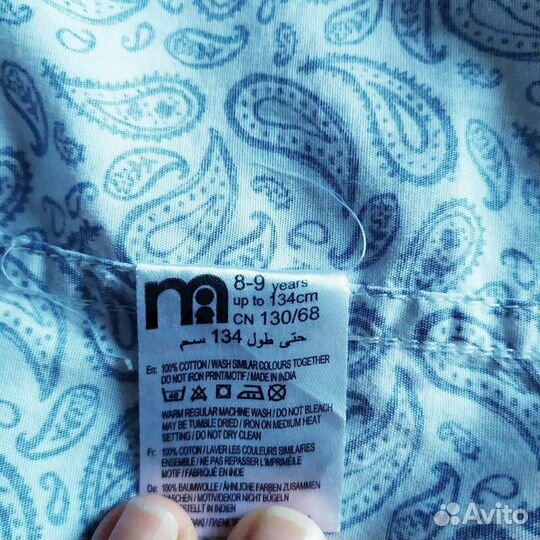 8-9 years
up to 134cm
CN 130/68
حتى طول 134 سم
En: 100% COTTON / WASH SIMILAR COLOURS TOGETHER
DO NOT IRON PRINT/MOTIF / MADE IN INDIA
40
WARM REGULAR MACHINE WASH / DO NOT BLEACH
MAY BE TUMBLE DRIED / IRON ON MEDIUM HEAT
SETTING / DO NOT DRY CLEAN
Fr: 100% COTON / LAVER LES COULEURS SIMILAIRES
ENSEMBLE / NE PAS REPASSER L'IMPRIMÉ/LE
MOTIF / FABRIQUÉ EN INDE
De: 100% BAUMWOLLE / ÄHNLICHE FARBEN ZUSAMMEN
WASCHEN / MOTIV/DEKOR NICHT BÜGELN
IN INDIEN
Avito